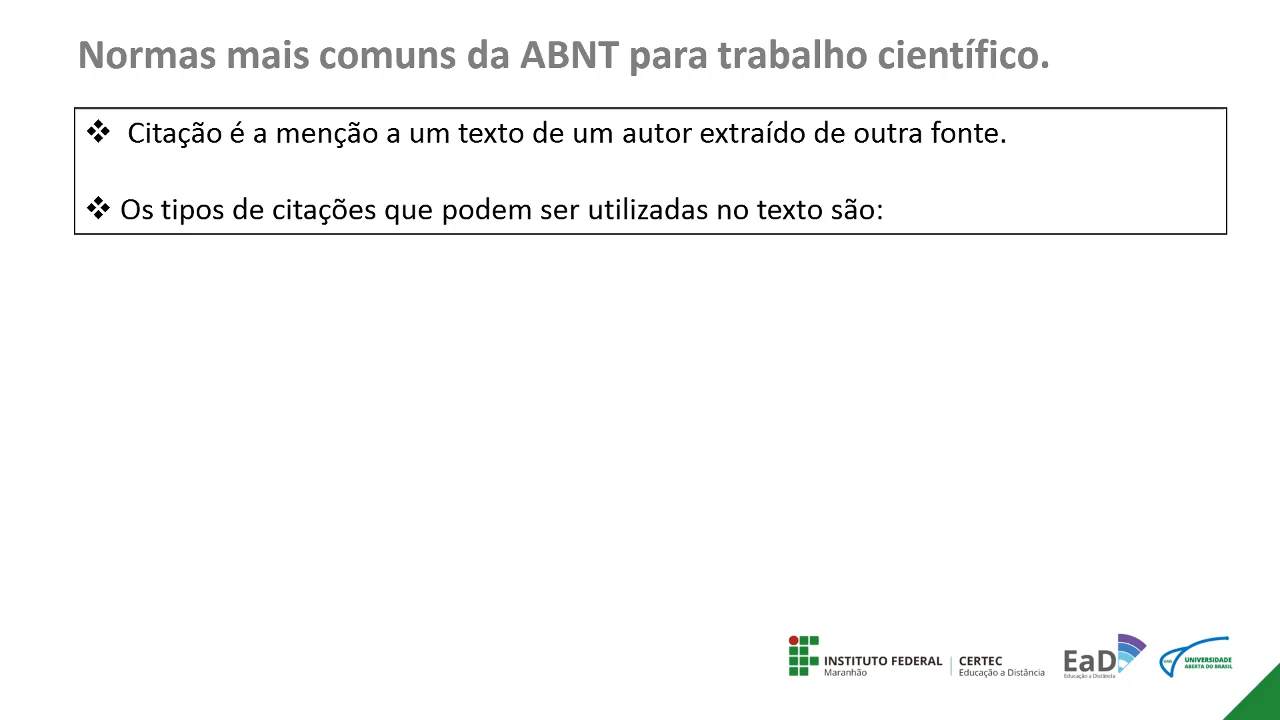 Normas mais comuns da ABNT para trabalho científico.
❖ Citação é a menção a um texto de um autor extraído de outra fonte.
❖ Os tipos de citações que podem ser utilizadas no texto são:
INSTITUTO FEDERAL
Maranhão
CERTEC
Educação a Distância
EaD
Educação a Distância
UAB
UNIVERSIDADE
ABERTA DO BRASIL